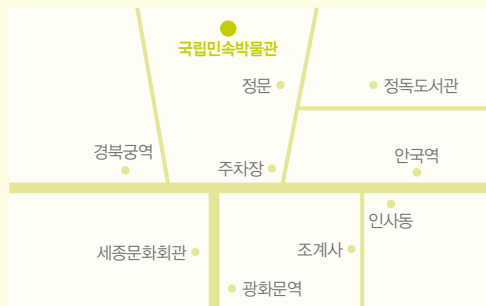 국립민속박물관
정문
정독도서관
경복궁역
주차장
안국역
인사동
세종문화회관
조계사
광화문역